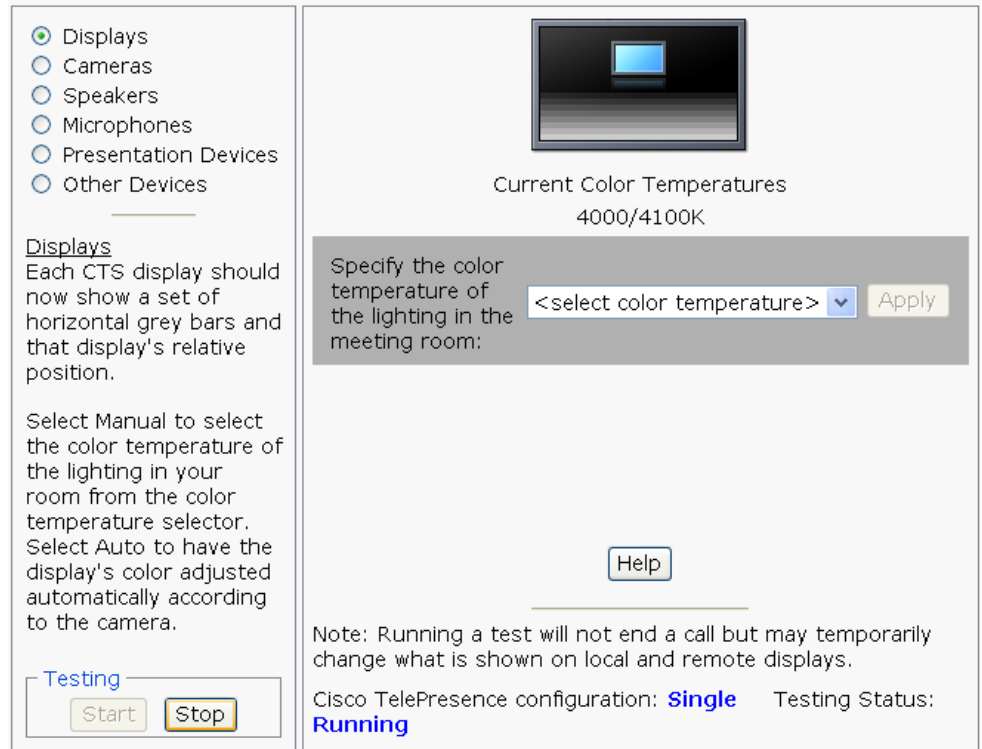 Displays
Cameras
Speakers
Microphones
Presentation Devices
Other Devices
Displays
Each CTS display should
now show a set of
horizontal grey bars and
that display's relative
position.
Select Manual to select
the color temperature of
the lighting in your
room from the color
temperature selector.
Select Auto to have the
display's color adjusted
automatically according
to the camera.
Testing
Start Stop
Current Color Temperatures
4000/4100K
Specify the color
temperature of
the lighting in the
meeting room:
<select color temperature> Apply
Help
Note: Running a test will not end a call but may temporarily
change what is shown on local and remote displays.
Cisco TelePresence configuration: Single Testing Status:
Running